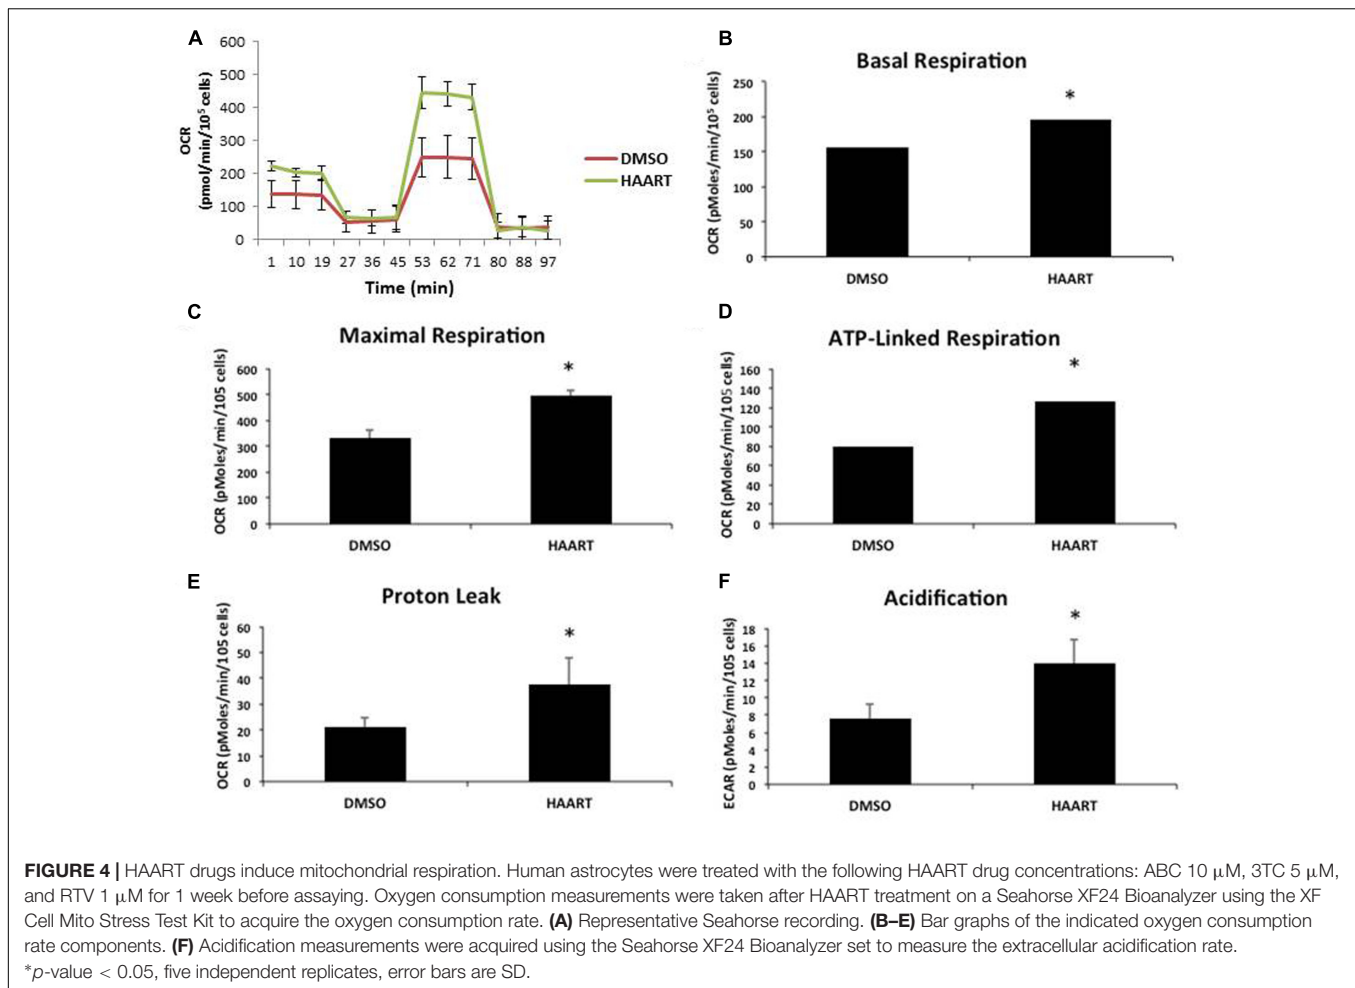 A
600
500
400
300
200
100
0
OCR
(pmol/min/10⁵ cells)
1 10 19 27 36 45 53 62 71 80 88 97
Time (min)
DMSO
HAART
B
Basal Respiration
*
250
200
150
100
50
0
OCR (pMoles/min/10⁵ cells)
DMSO HAART
C
Maximal Respiration
*
600
500
400
300
200
100
0
OCR (pMoles/min/105 cells)
DMSO HAART
D
ATP-Linked Respiration
*
160
140
120
100
80
60
40
20
0
OCR (pMoles/min/105 cells)
DMSO HAART
E
Proton Leak
*
60
50
40
30
20
10
0
OCR (pMoles/min/105 cells)
DMSO HAART
F
Acidification
*
18
16
14
12
10
8
6
4
2
0
ECAR (pMoles/min/105 cells)
DMSO HAART
FIGURE 4 | HAART drugs induce mitochondrial respiration. Human astrocytes were treated with the following HAART drug concentrations: ABC 10 μM, 3TC 5 μM,
and RTV 1 μM for 1 week before assaying. Oxygen consumption measurements were taken after HAART treatment on a Seahorse XF24 Bioanalyzer using the XF
Cell Mito Stress Test Kit to acquire the oxygen consumption rate. (A) Representative Seahorse recording. (B–E) Bar graphs of the indicated oxygen consumption
rate components. (F) Acidification measurements were acquired using the Seahorse XF24 Bioanalyzer set to measure the extracellular acidification rate.
*p-value < 0.05, five independent replicates, error bars are SD.